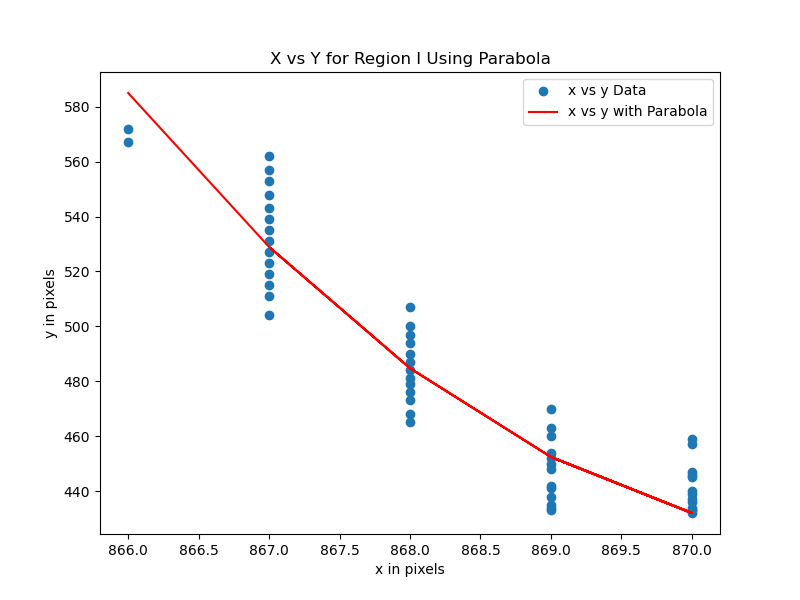 X vs Y for Region I Using Parabola
x vs y Data
x vs y with Parabola
580
560
540
520
500
480
460
440
y in pixels
866.0 866.5 867.0 867.5 868.0 868.5 869.0 869.5 870.0
x in pixels